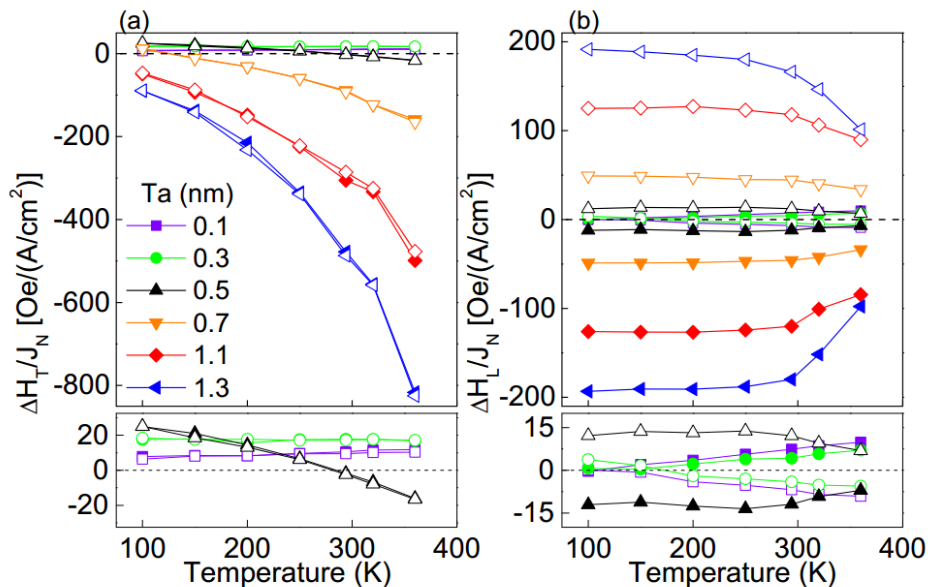 (a)
(b)
ΔH_T/J_N [Oe/(A/cm²)]
0
-200
-400
-600
-800
Ta (nm)
0.1
0.3
0.5
0.7
1.1
1.3
20
0
-20
100 200 300 400
Temperature (K)
ΔH_L/J_N [Oe/(A/cm²)]
200
100
0
-100
-200
15
0
-15
100 200 300 400
Temperature (K)